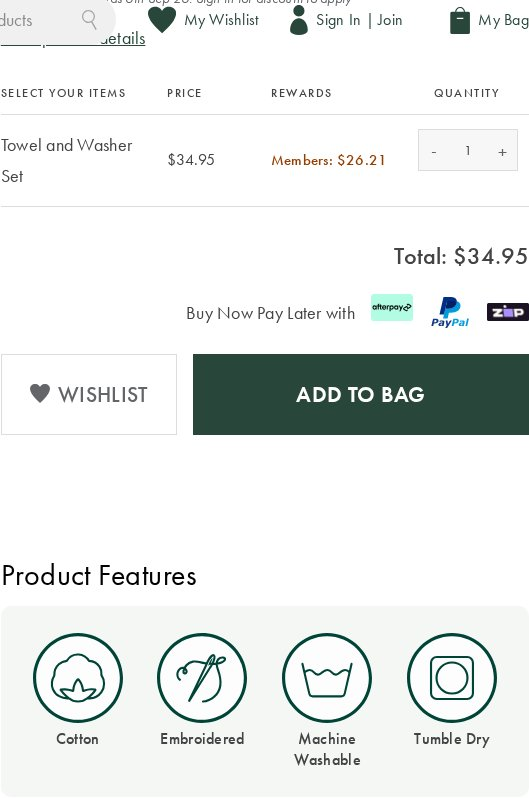 ducts
My Wishlist
Sign In | Join
My Bag
details
SELECT YOUR ITEMS
PRICE
REWARDS
QUANTITY
Towel and Washer
Set
$34.95
Members: $26.21
- 1 +
Total: $34.95
Buy Now Pay Later with
afterpay
PayPal
ZIP
WISHLIST
ADD TO BAG
Product Features
Cotton
Embroidered
Machine
Washable
Tumble Dry